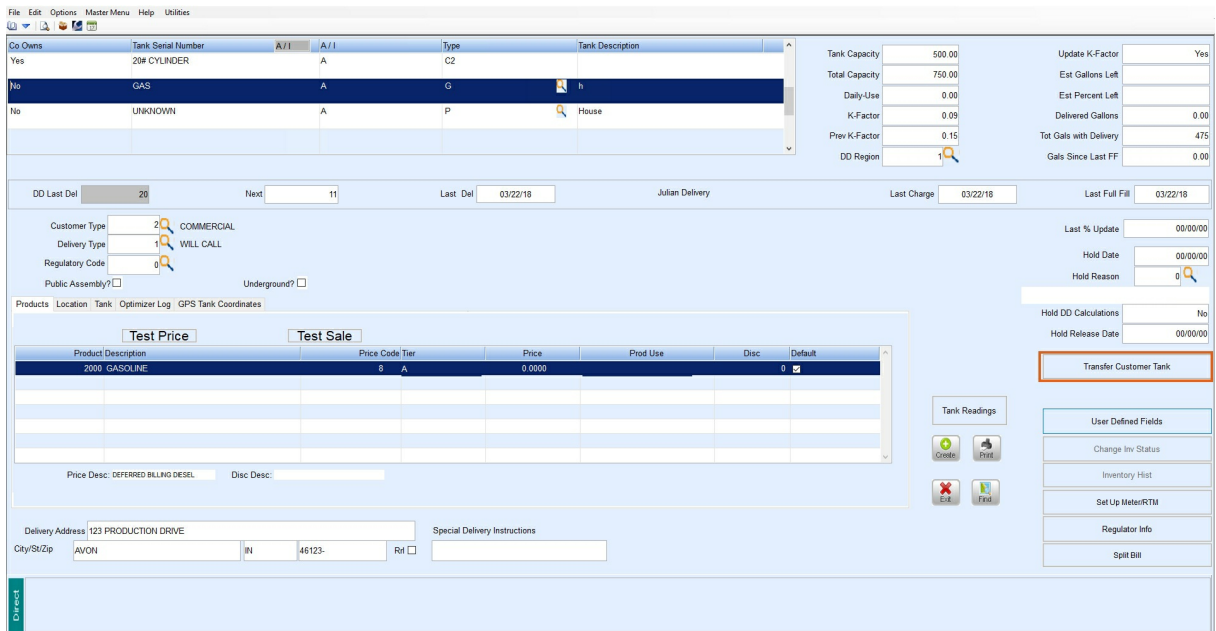 File Edit Options Master Menu Help Utilities
Co Owns Tank Serial Number A / I A / I Type Tank Description
Yes 20# CYLINDER A C2
No GAS A G h
No UNKNOWN A P House
Tank Capacity 500.00
Total Capacity 750.00
Daily-Use 0.00
K-Factor 0.09
Prev K-Factor 0.15
DD Region 1
Update K-Factor Yes
Est Gallons Left
Est Percent Left
Delivered Gallons 0.00
Tot Gals with Delivery 475
Gals Since Last FF 0.00
DD Last Del 20 Next 11 Last Del 03/22/18 Julian Delivery Last Charge 03/22/18 Last Full Fill 03/22/18
Customer Type 2 COMMERCIAL
Delivery Type 1 WILL CALL
Regulatory Code 0
Public Assembly? Underground?
Last % Update 00/00/00
Hold Date 00/00/00
Hold Reason 0
Hold DD Calculations No
Hold Release Date 00/00/00
Products Location Tank Optimizer Log GPS Tank Coordinates
Test Price Test Sale
Product Description Price Code Tier Price Prod Use Disc Default
2000 GASOLINE 8 A 0.0000 0
Price Desc: DEFERRED BILLING DIESEL Disc Desc:
Tank Readings
Create Print
Exit Find
Transfer Customer Tank
User Defined Fields
Change Inv Status
Inventory Hist
Set Up Meter/RTM
Regulator Info
Split Bill
Delivery Address 123 PRODUCTION DRIVE Special Delivery Instructions
City/St/Zip AVON IN 46123- Rrl
Direct